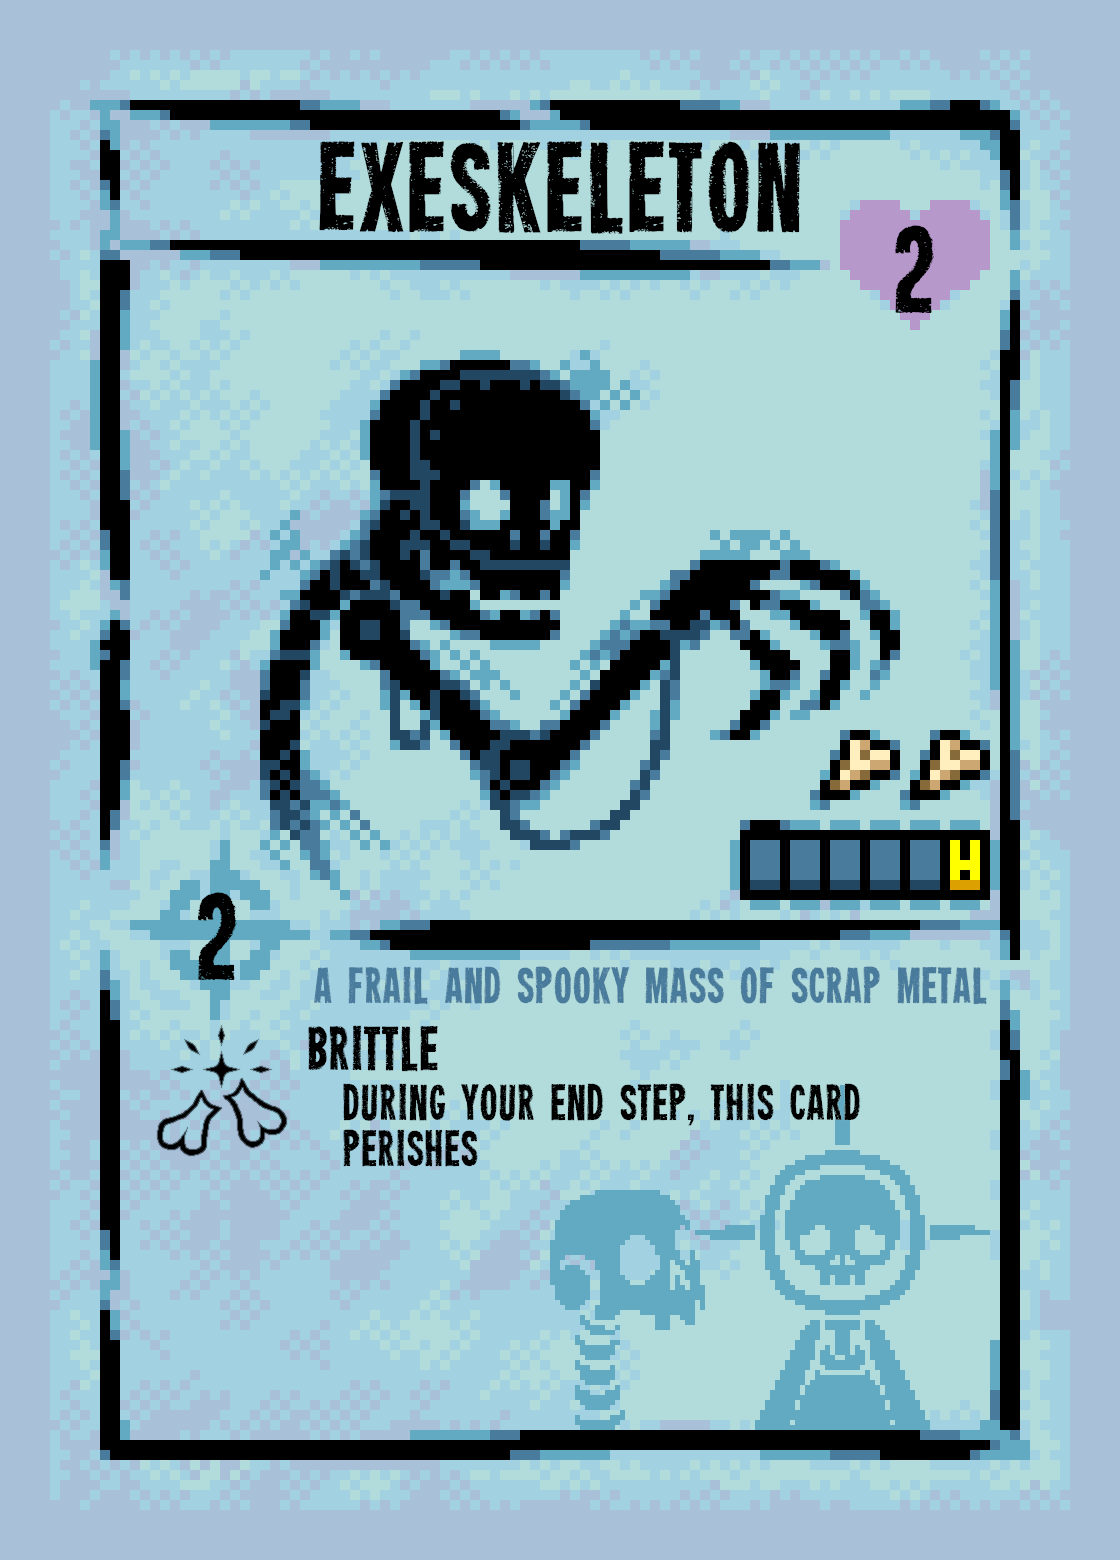 EXESKELETON
2
2
A FRAIL AND SPOOKY MASS OF SCRAP METAL
BRITTLE
DURING YOUR END STEP, THIS CARD
PERISHES